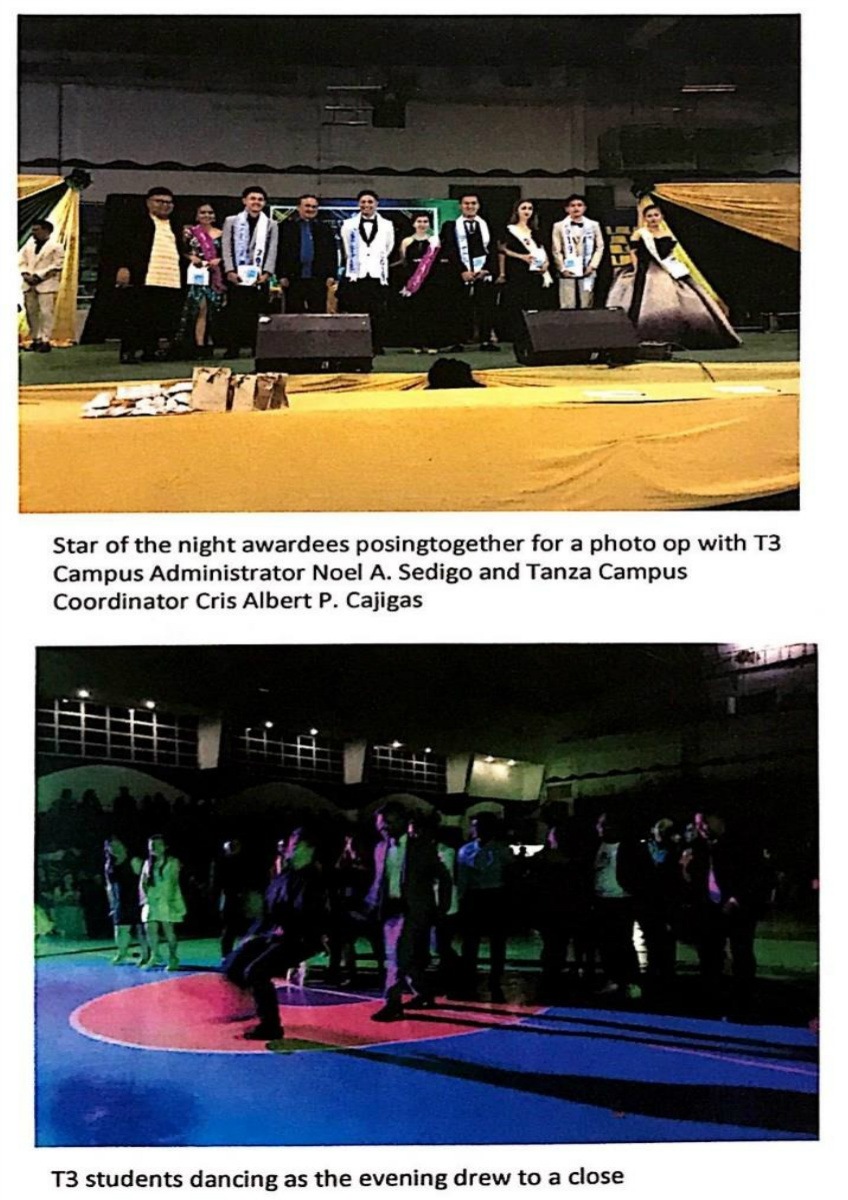 Star of the night awardees posingtogether for a photo op with T3
Campus Administrator Noel A. Sedigo and Tanza Campus
Coordinator Cris Albert P. Cajigas
T3 students dancing as the evening drew to a close